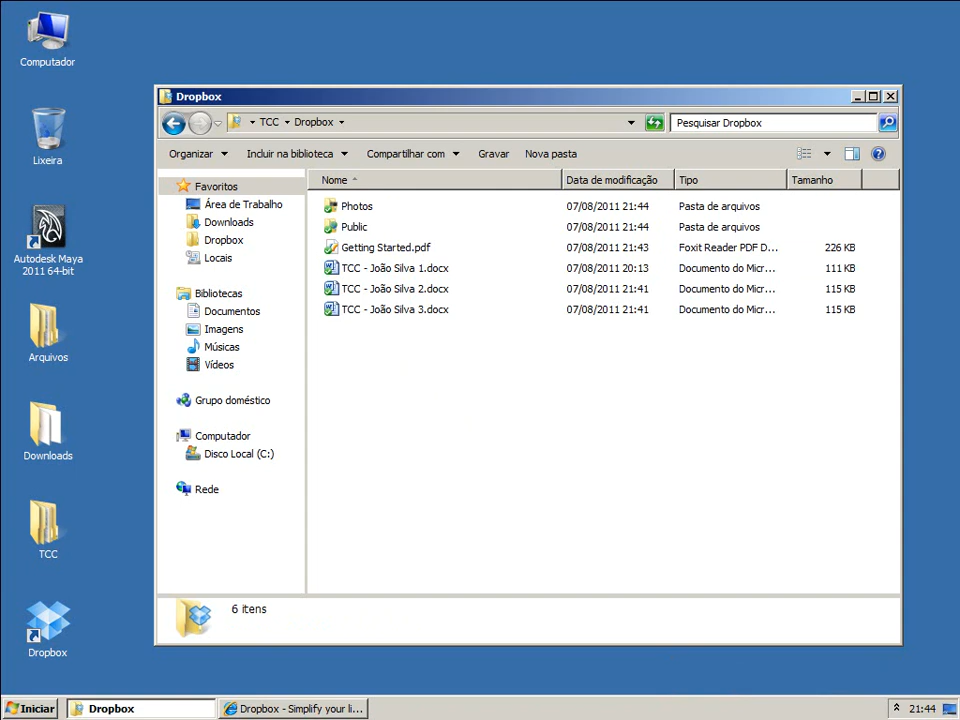 Computador
Lixeira
Autodesk Maya
2011 64-bit
Arquivos
Downloads
TCC
Dropbox
Dropbox
TCC Dropbox
Pesquisar Dropbox
Organizar Incluir na biblioteca Compartilhar com Gravar Nova pasta
Favoritos
Área de Trabalho
Downloads
Dropbox
Locais
Bibliotecas
Documentos
Imagens
Músicas
Vídeos
Grupo doméstico
Computador
Disco Local (C:)
Rede
Nome Data de modificação Tipo Tamanho
Photos 07/08/2011 21:44 Pasta de arquivos
Public 07/08/2011 21:44 Pasta de arquivos
Getting Started.pdf 07/08/2011 21:43 Foxit Reader PDF D... 226 KB
TCC - João Silva 1.docx 07/08/2011 20:13 Documento do Micr... 111 KB
TCC - João Silva 2.docx 07/08/2011 21:41 Documento do Micr... 115 KB
TCC - João Silva 3.docx 07/08/2011 21:41 Documento do Micr... 115 KB
6 itens
Iniciar Dropbox Dropbox - Simplify your li... 21:44